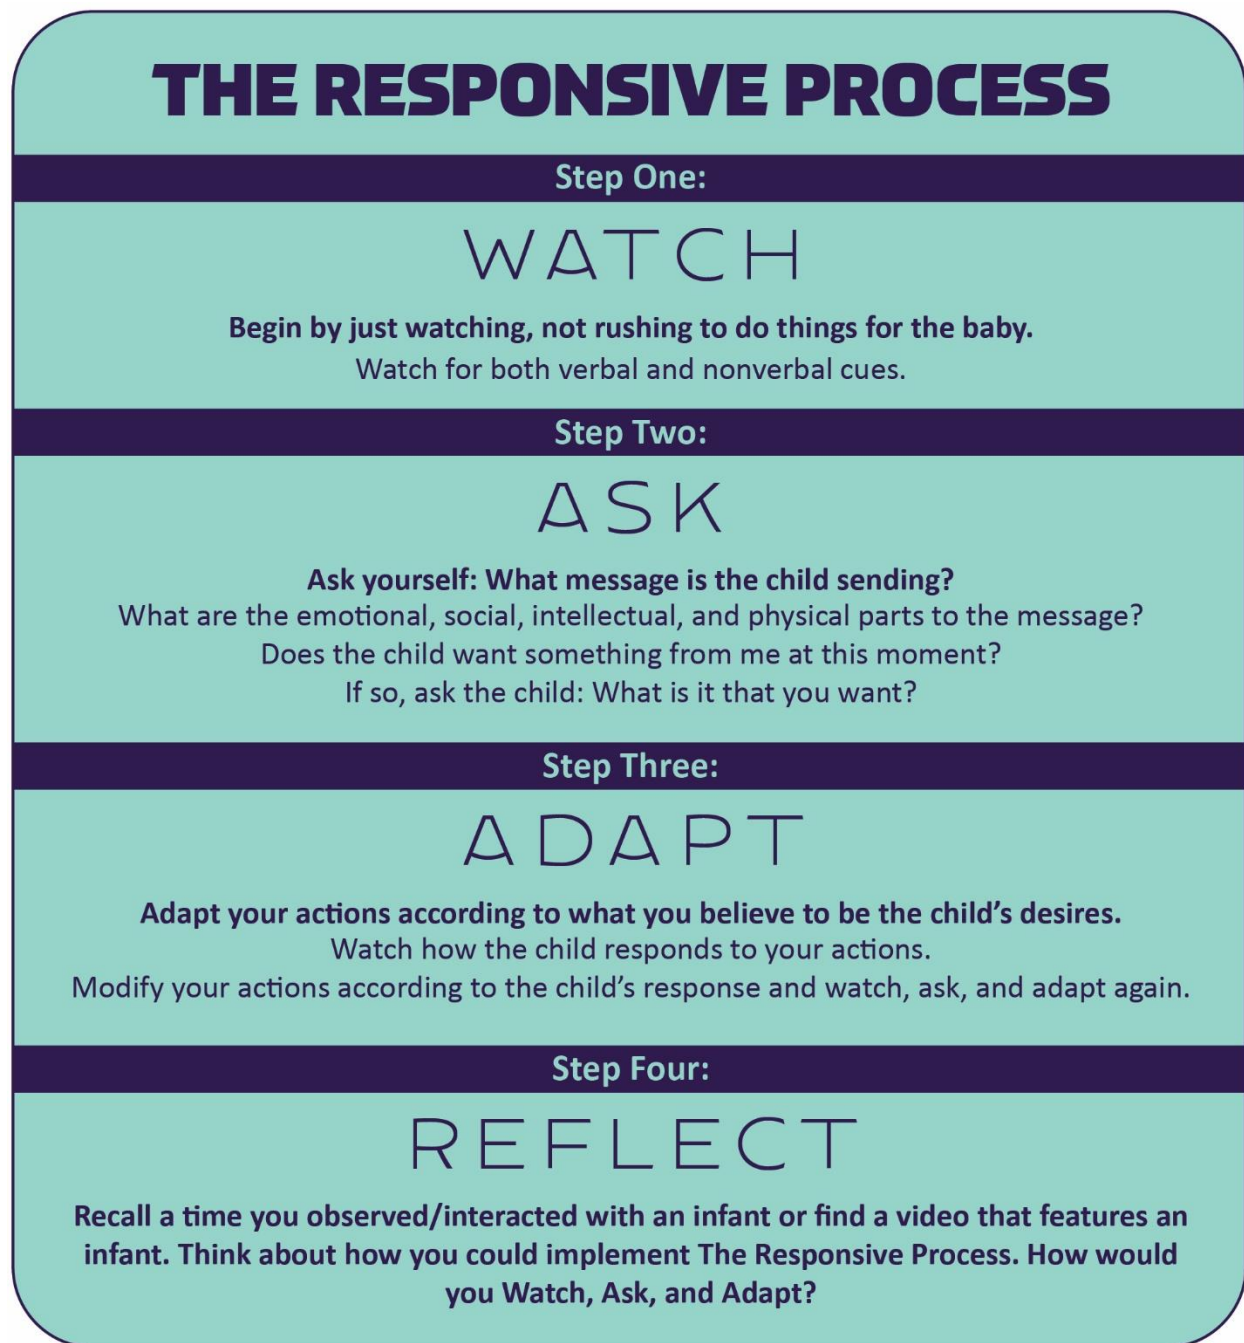 THE RESPONSIVE PROCESS
Step One:
WATCH
Begin by just watching, not rushing to do things for the baby.
Watch for both verbal and nonverbal cues.
Step Two:
ASK
Ask yourself: What message is the child sending?
What are the emotional, social, intellectual, and physical parts to the message?
Does the child want something from me at this moment?
If so, ask the child: What is it that you want?
Step Three:
ADAPT
Adapt your actions according to what you believe to be the child’s desires.
Watch how the child responds to your actions.
Modify your actions according to the child’s response and watch, ask, and adapt again.
Step Four:
REFLECT
Recall a time you observed/interacted with an infant or find a video that features an
infant. Think about how you could implement The Responsive Process. How would
you Watch, Ask, and Adapt?